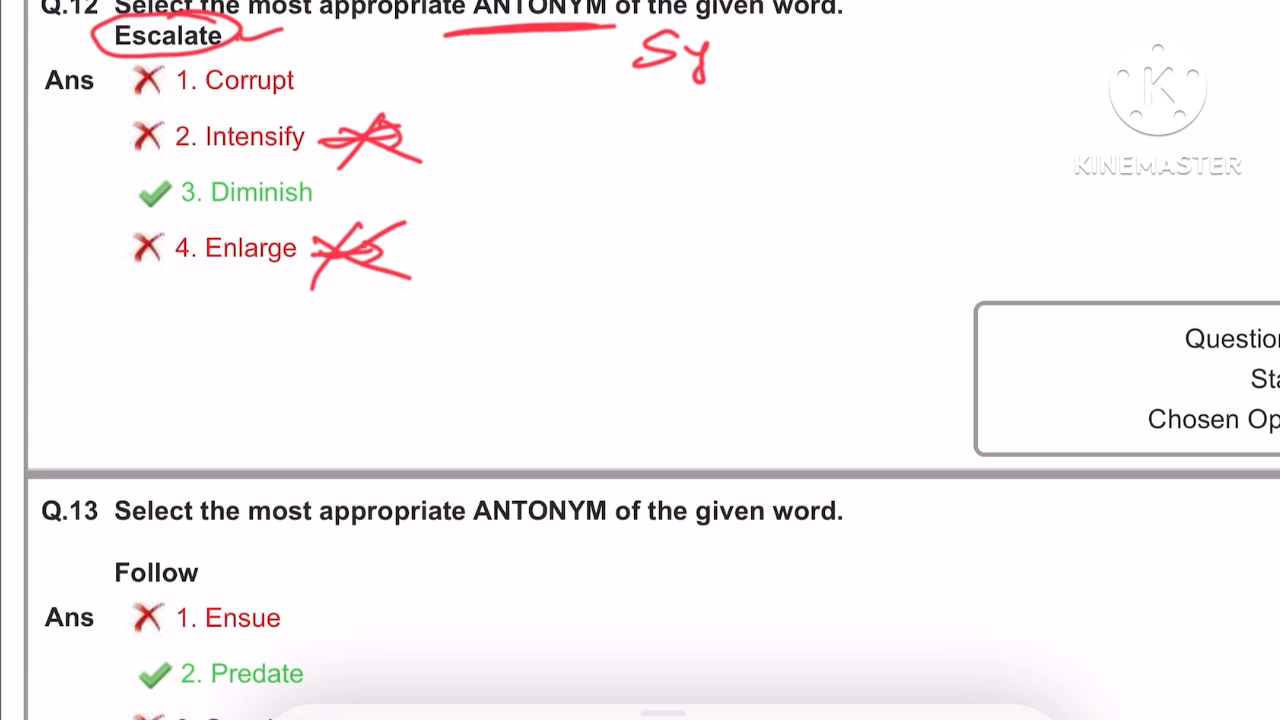 Q.12 Select the most appropriate ANTONYM of the given word.
Escalate
Sy
Ans 1. Corrupt
2. Intensify
3. Diminish
4. Enlarge
K
KINEMASTER
Question
Sta
Chosen Op
Q.13 Select the most appropriate ANTONYM of the given word.
Follow
Ans 1. Ensue
2. Predate